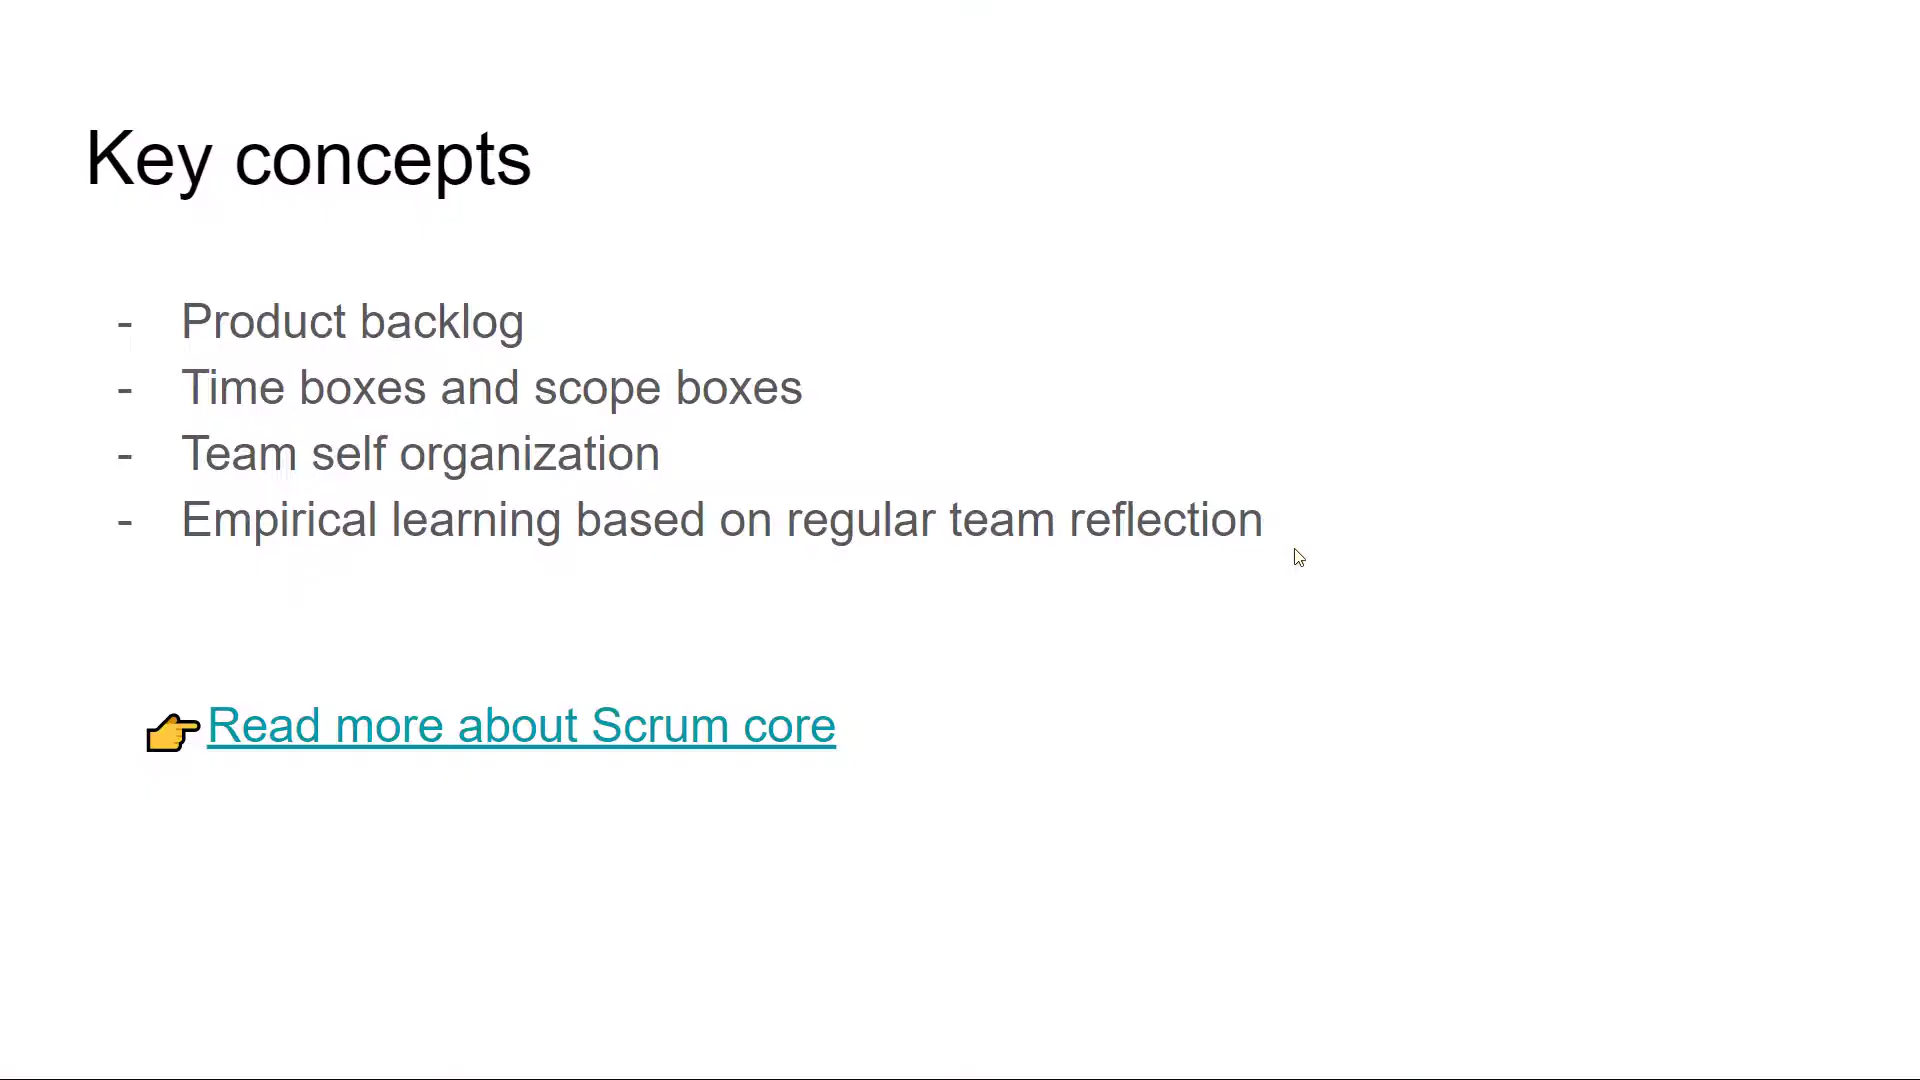 Key concepts
- Product backlog
- Time boxes and scope boxes
- Team self organization
- Empirical learning based on regular team reflection
👉Read more about Scrum core